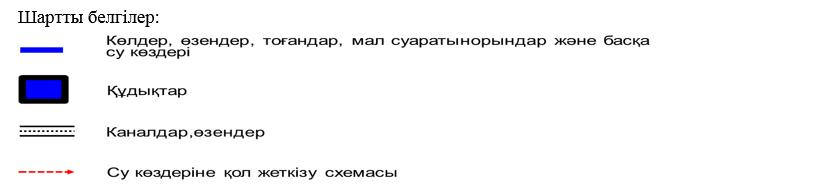 Шартты белгілер:
Көлдер, өзендер, тоғандар, мал суаратынорындар және басқа
су көздері
Құдықтар
Каналдар,өзендер
Су көздеріне қол жеткізу схемасы